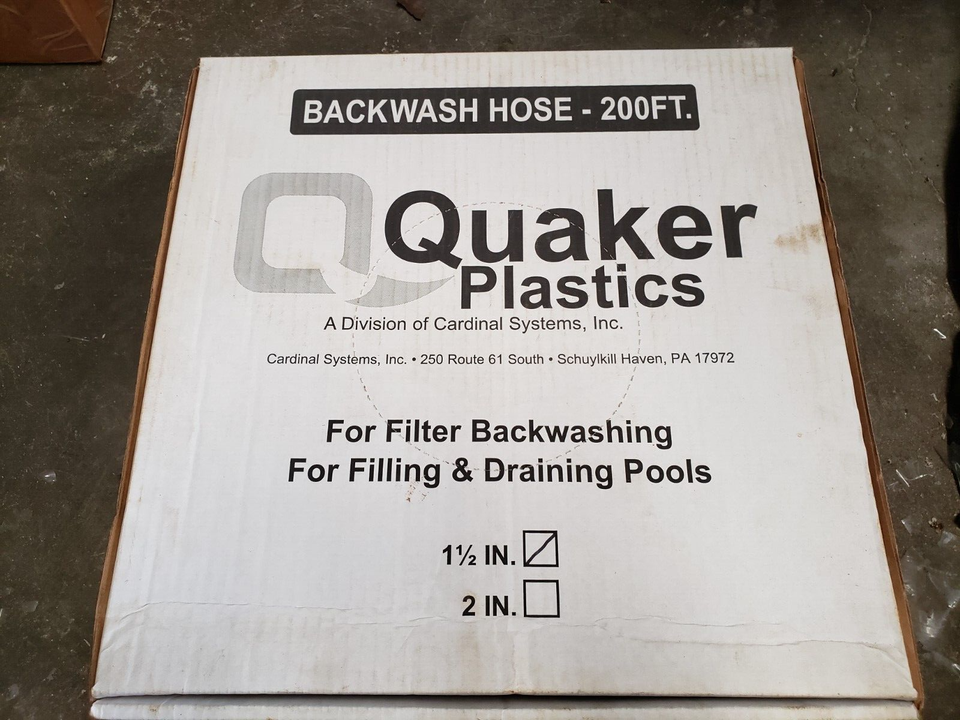 BACKWASH HOSE - 200FT.
Quaker
Plastics
A Division of Cardinal Systems, Inc.
Cardinal Systems, Inc. • 250 Route 61 South • Schuylkill Haven, PA 17972
For Filter Backwashing
For Filling & Draining Pools
1½ IN.
2 IN.